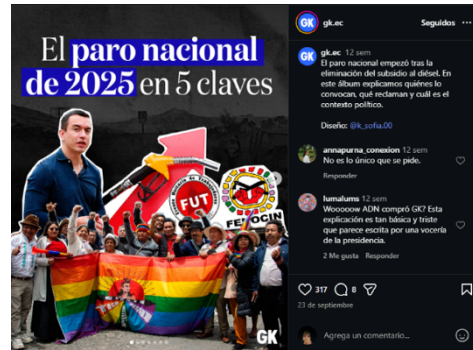 El paro nacional
de 2025 en 5 claves
FUT
FENOCIN
GK
GK
gk.ec
Seguidos
GK
gk.ec 12 sem
El paro nacional empezó tras la
eliminación del subsidio al diésel. En
este álbum explicamos quiénes lo
convocan, qué reclaman y cuál es el
contexto político.
Diseño: @k_sofia.00
annapurna_conexion 12 sem
No es lo único que se pide.
Responder
lumalums 12 sem
Wooooow ADN compró GK? Esta
explicación es tan básica y triste
que parece escrita por una vocería
de la presidencia.
2 Me gusta Responder
317 8
23 de septiembre
Agrega un comentario...